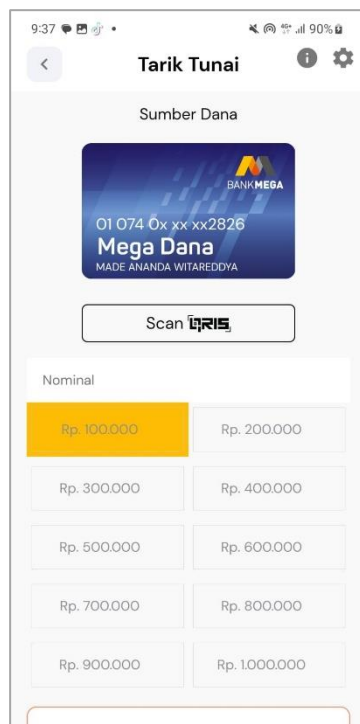 9:37
4G+ 90%
Tarik Tunai
Sumber Dana
BANKMEGA
01 074 0x xx xx2826
Mega Dana
MADE ANANDA WITAREDDYA
Scan QRIS
Nominal
Rp. 100.000 Rp. 200.000
Rp. 300.000 Rp. 400.000
Rp. 500.000 Rp. 600.000
Rp. 700.000 Rp. 800.000
Rp. 900.000 Rp. 1.000.000